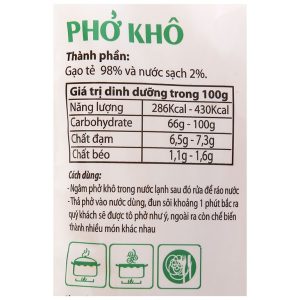 PHỞ KHÔ
Thành phần:
Gạo tẻ 98% và nước sạch 2%.
Giá trị dinh dưỡng trong 100g
Năng lượng 286Kcal - 430Kcal
Carbohydrate 66g - 100g
Chất đạm 6,5g - 7,3g
Chất béo 1,1g - 1,6g
Cách dùng:
- Ngâm phở khô trong nước lạnh sau đó rửa để ráo nước
- Thả phở vào nước dùng, đun sôi khoảng 1 phút bắc ra
quý khách sẽ được tô phở như ý, ngoài ra còn chế biến
thành nhiều món khác nhau